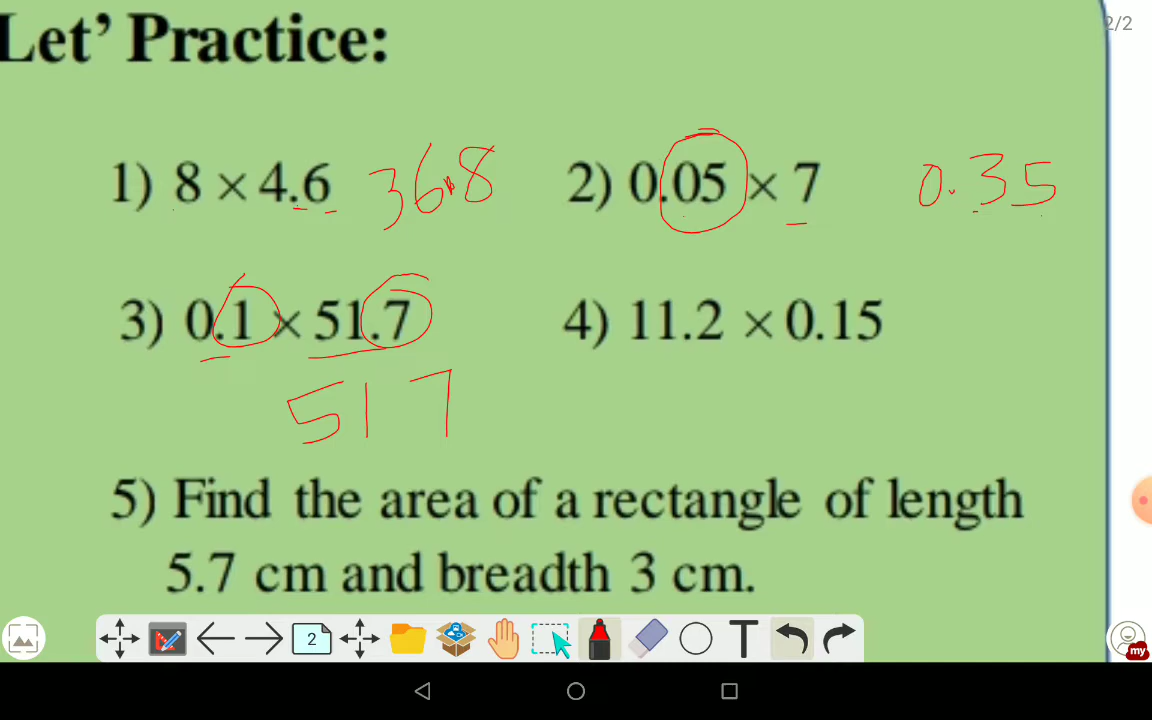 Let' Practice:
2/2
1) 8 × 4.6 36.8 2) 0.05 × 7 0.35
3) 0.1 × 51.7 4) 11.2 × 0.15
517
5) Find the area of a rectangle of length
5.7 cm and breadth 3 cm.
2 T my